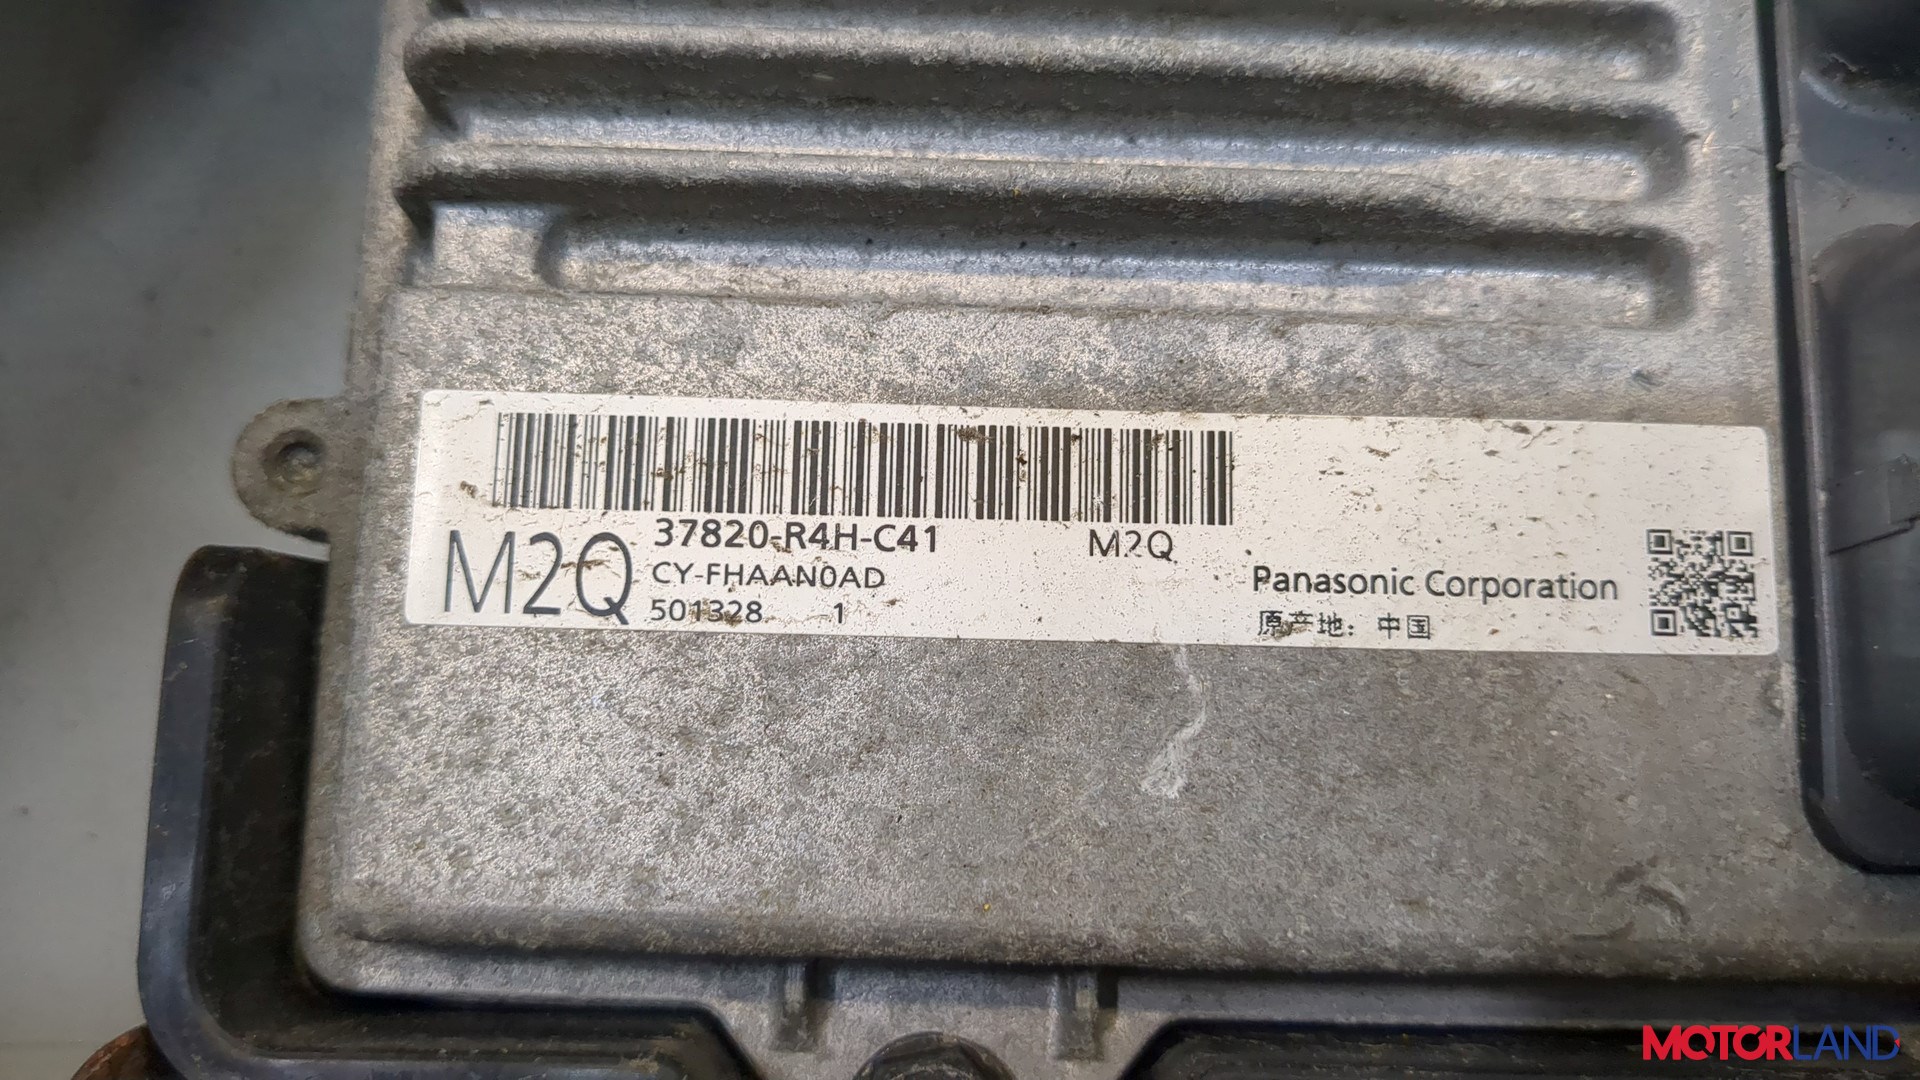 37820-R4H-C41 M2Q
M2Q
CY-FHAAN0AD
501328 1
Panasonic Corporation
原产地：中国
MOTORLAND